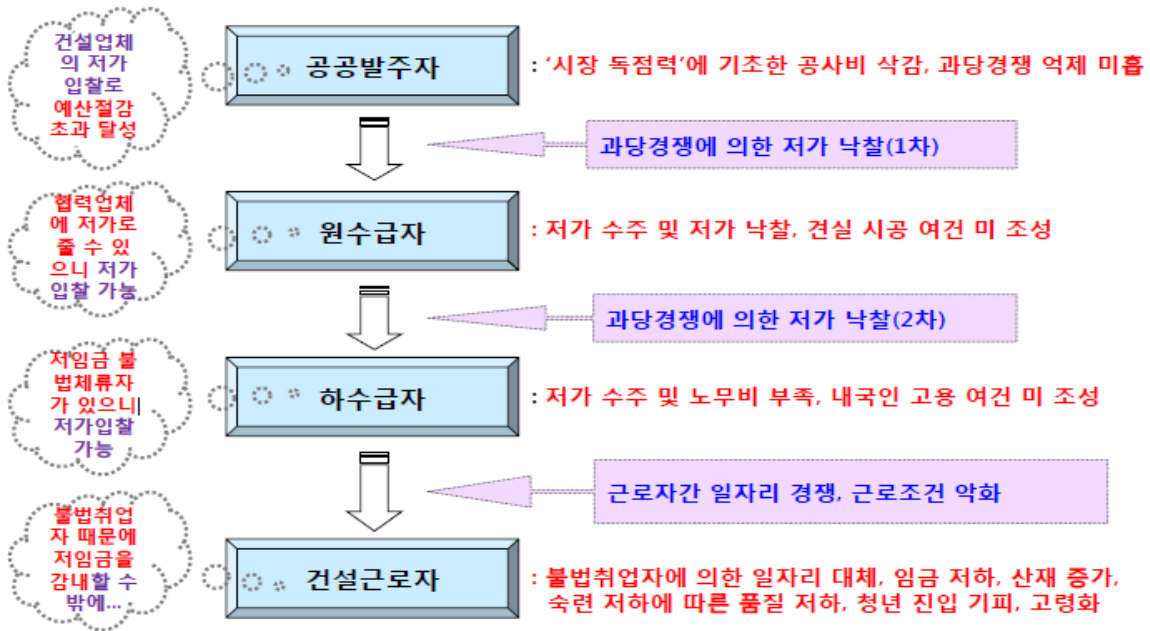 건설업체
의 저가
입찰로
예산절감
초과 달성
공공발주자
: ‘시장 독점력’에 기초한 공사비 삭감, 과당경쟁 억제 미흡
과당경쟁에 의한 저가 낙찰(1차)
협력업체
에 저가로
줄 수 있
으니 저가
입찰 가능
원수급자
: 저가 수주 및 저가 낙찰, 견실 시공 여건 미 조성
과당경쟁에 의한 저가 낙찰(2차)
저임금 불
법체류자
가 있으니
저가입찰
가능
하수급자
: 저가 수주 및 노무비 부족, 내국인 고용 여건 미 조성
근로자간 일자리 경쟁, 근로조건 악화
불법취업
자 때문에
저임금을
감내할 수
밖에...
건설근로자
: 불법취업자에 의한 일자리 대체, 임금 저하, 산재 증가,
숙련 저하에 따른 품질 저하, 청년 진입 기피, 고령화